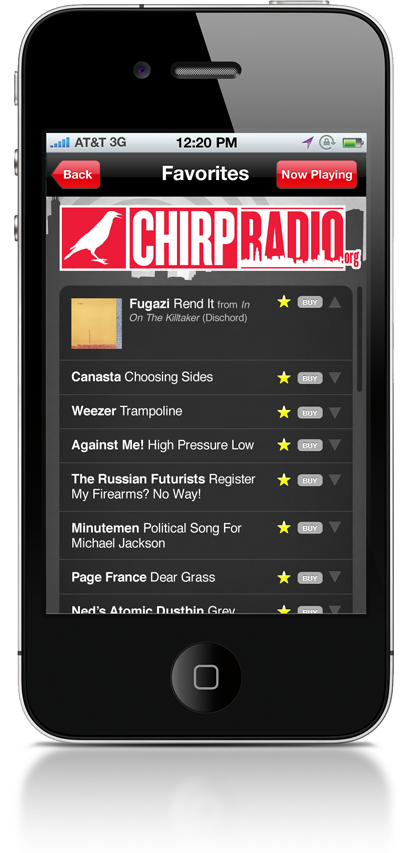 AT&T 3G 12:20 PM
Back Favorites Now Playing
CHIRP RADIO.org
Fugazi Rend It from In BUY
On The Killtaker (Dischord)
Canasta Choosing Sides BUY
Weezer Trampoline BUY
Against Me! High Pressure Low BUY
The Russian Futurists Register BUY
My Firearms? No Way!
Minutemen Political Song For BUY
Michael Jackson
Page France Dear Grass BUY
Ned's Atomic Dustbin Grey BUY